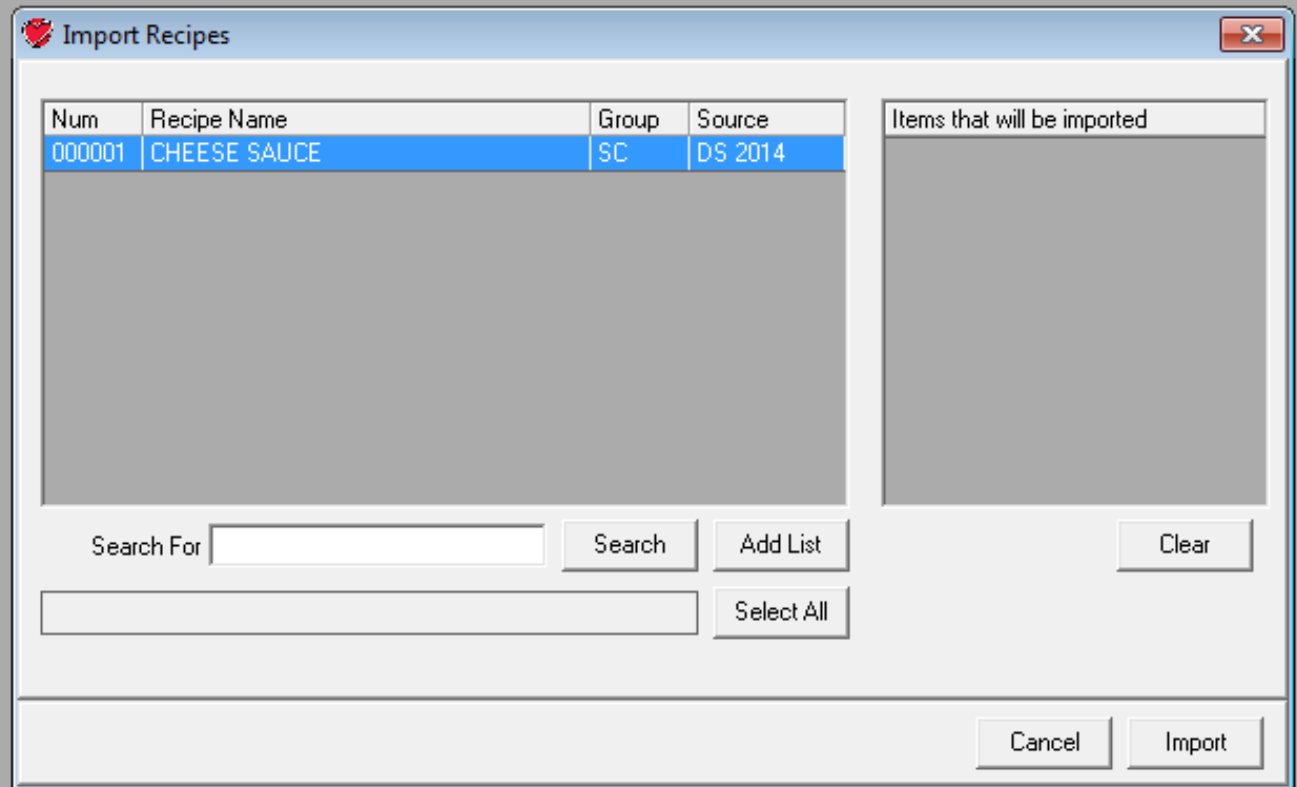 Import Recipes
Num Recipe Name Group Source Items that will be imported
000001 CHEESE SAUCE SC DS 2014
Search For Search Add List Clear
Select All
Cancel Import